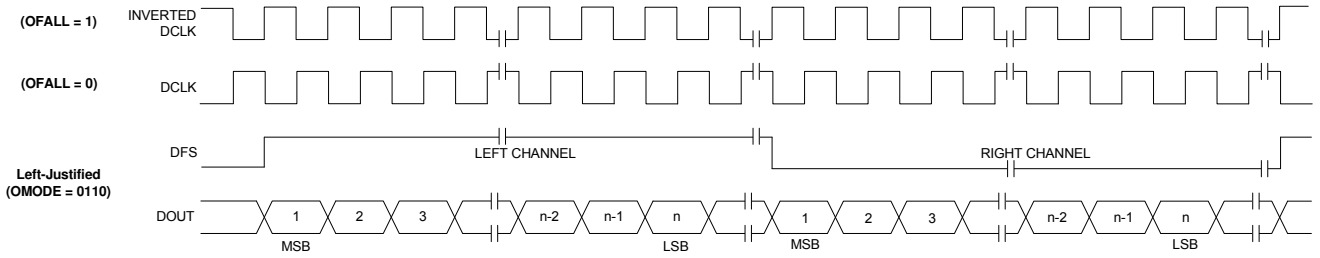 (OFALL = 1)
INVERTED
DCLK
(OFALL = 0)
DCLK
DFS
LEFT CHANNEL
RIGHT CHANNEL
Left-Justified
(OMODE = 0110)
DOUT
1 2 3 n-2 n-1 n 1 2 3 n-2 n-1 n
MSB LSB MSB LSB